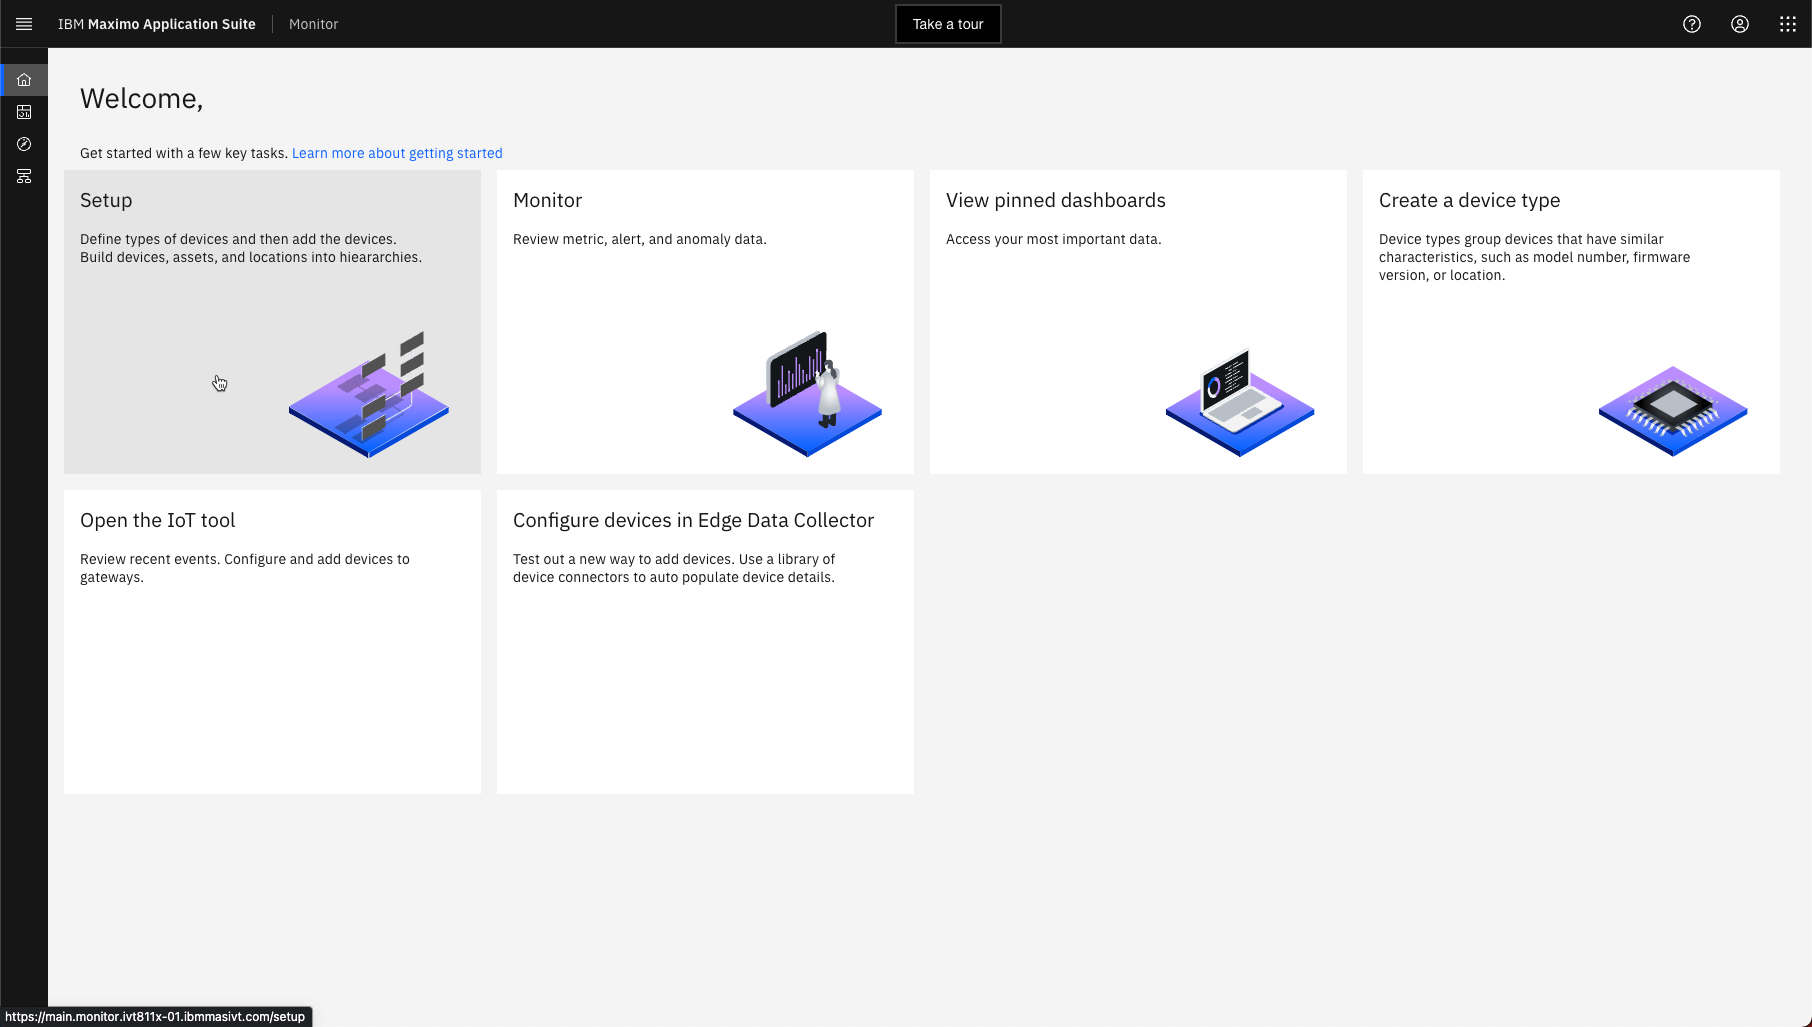 IBM Maximo Application Suite | Monitor
Take a tour
Welcome,
Get started with a few key tasks. Learn more about getting started
Setup
Define types of devices and then add the devices.
Build devices, assets, and locations into hieararchies.
Monitor
Review metric, alert, and anomaly data.
View pinned dashboards
Access your most important data.
Create a device type
Device types group devices that have similar
characteristics, such as model number, firmware
version, or location.
Open the IoT tool
Review recent events. Configure and add devices to
gateways.
Configure devices in Edge Data Collector
Test out a new way to add devices. Use a library of
device connectors to auto populate device details.
https://main.monitor.ivt811x-01.ibmmasivt.com/setup